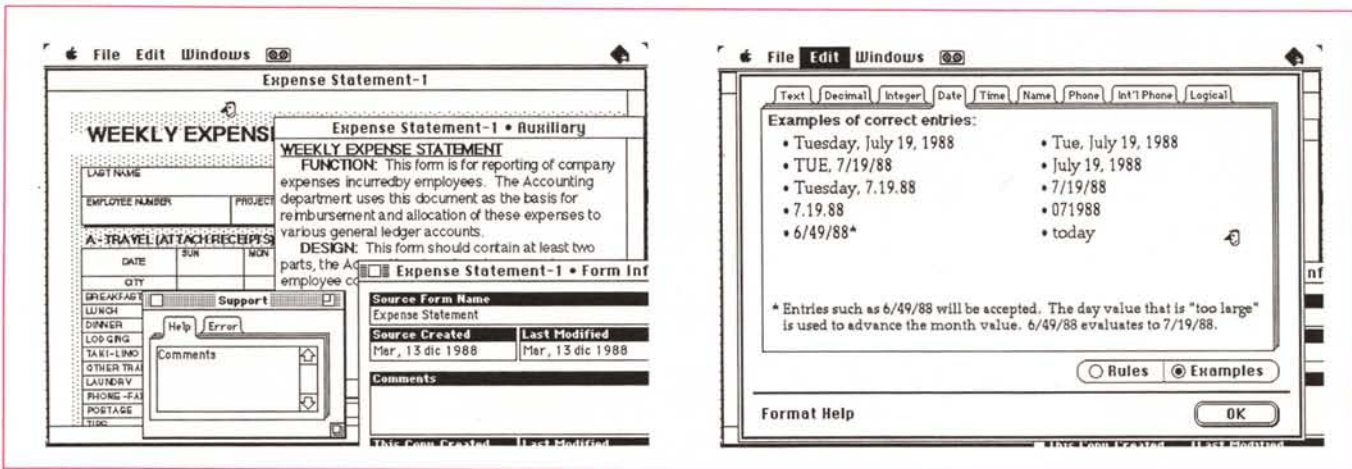 File Edit Windows
Expense Statement-1
WEEKLY EXPENSE
LAST NAME
EMPLOYEE NUMBER PROJECT
A - TRAVEL (ATTACH RECEIPTS)
DATE SUN MON
CITY
BREAKFAST
LUNCH
DINNER
LODGING
TAXI-LIMO
OTHER TRA
LAUNDRY
PHONE-FA
POSTAGE
TIPS
Expense Statement-1 • Auxiliary
WEEKLY EXPENSE STATEMENT
FUNCTION: This form is for reporting of company
expenses incurredby employees. The Accounting
department uses this document as the basis for
reimbursement and allocation of these expenses to
various general ledger accounts.
DESIGN: This form should contain at least two
parts, the Ac
employee co
Support
Help Error
Comments
Expense Statement-1 • Form Inf
Source Form Name
Expense Statement
Source Created Last Modified
Mar, 13 dic 1988 Mar, 13 dic 1988
Comments
This Copy Created Last Modified
File Edit Windows
Text Decimal Integer Date Time Name Phone Int'l Phone Logical
Examples of correct entries:
• Tuesday, July 19, 1988 • Tue, July 19, 1988
• TUE, 7/19/88 • July 19, 1988
• Tuesday, 7.19.88 • 7/19/88
• 7.19.88 • 071988
• 6/49/88* • today
* Entries such as 6/49/88 will be accepted. The day value that is "too large"
is used to advance the month value. 6/49/88 evaluates to 7/19/88.
Rules Examples
Format Help OK
nf
This Copy Created Last Modified